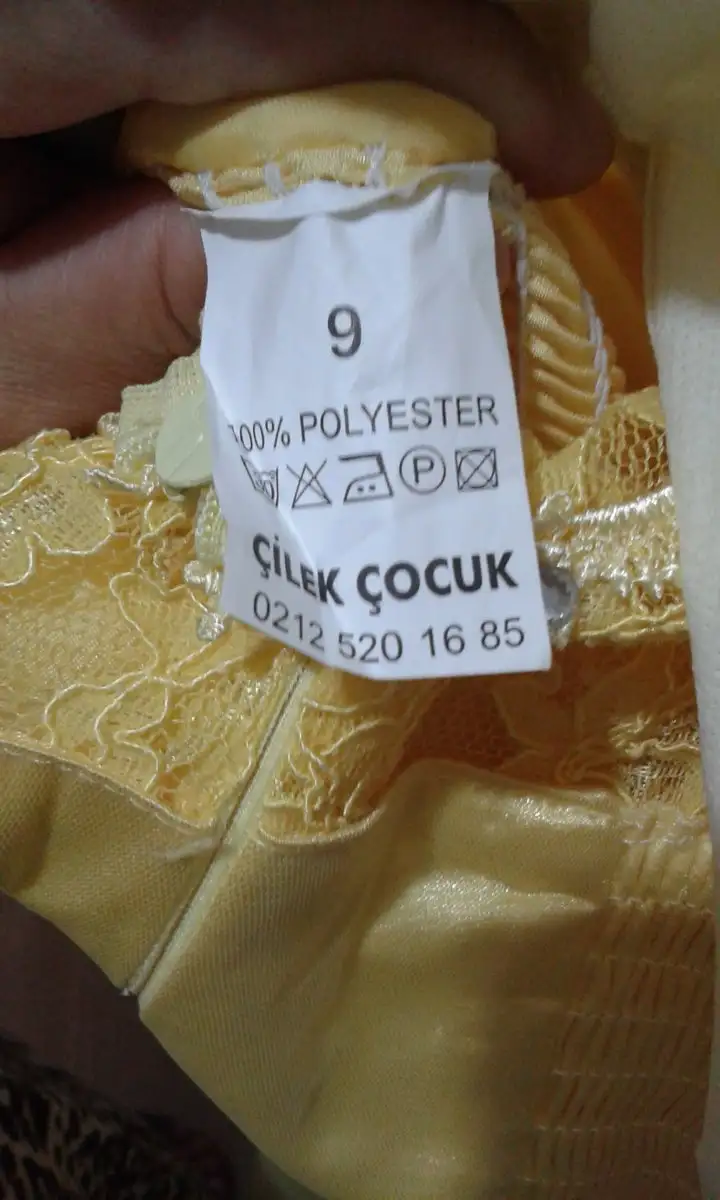 9
100% POLYESTER
P
ÇİLEK ÇOCUK
0212 520 16 85